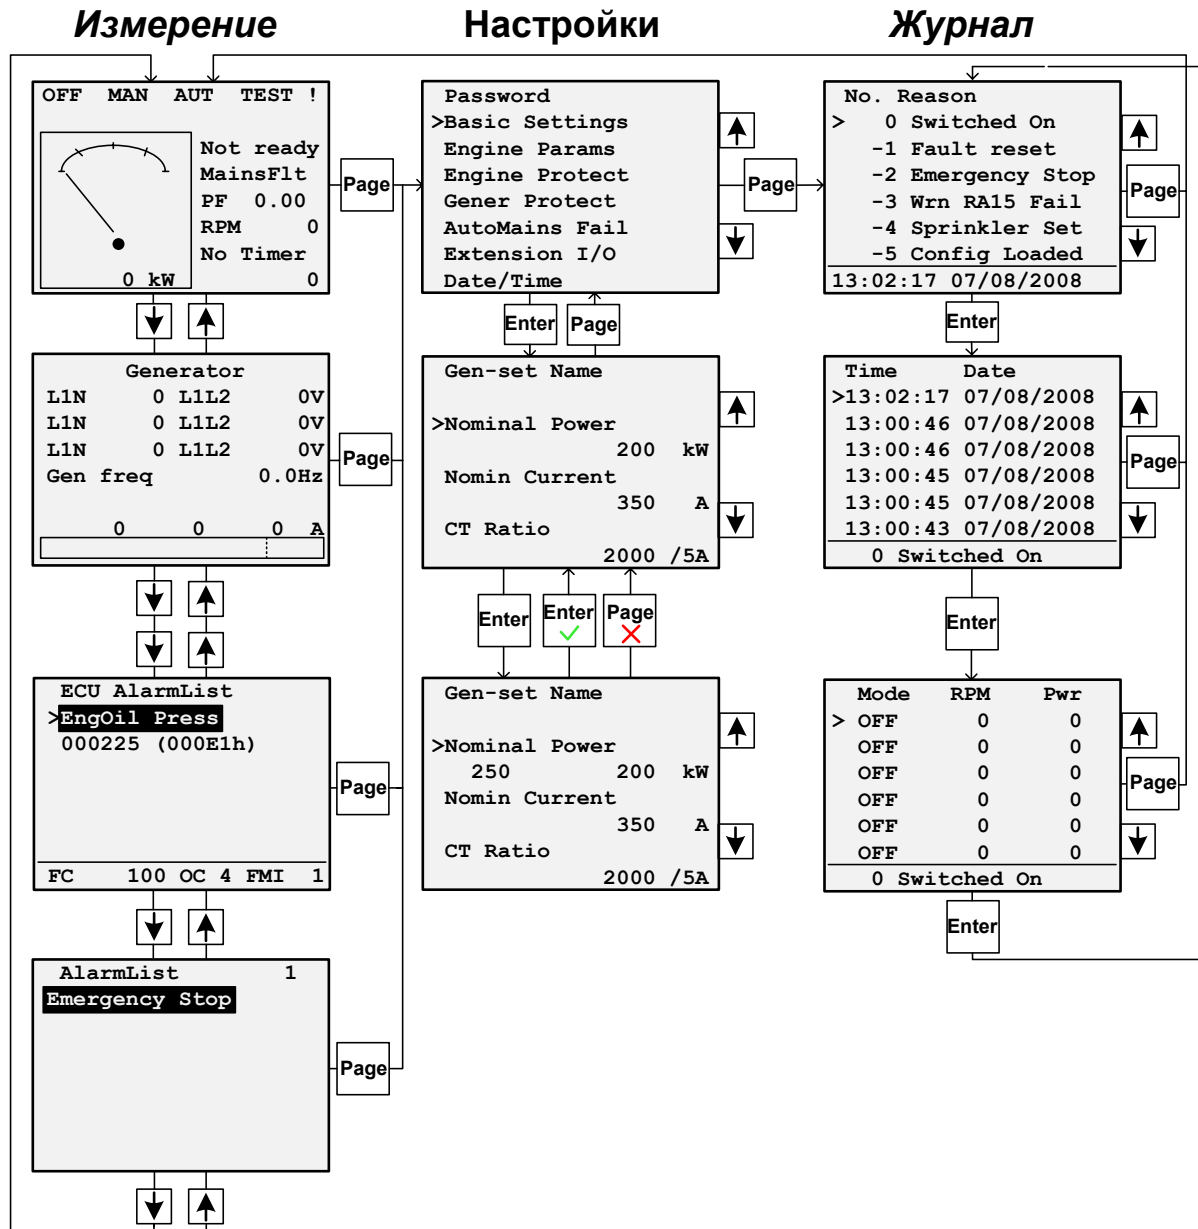 Измерение
Настройки
Журнал
OFF MAN AUT TEST !
Not ready
MainsFlt
PF 0.00
RPM 0
No Timer
0 kW 0
Page
Generator
L1N 0 L1L2 0V
L1N 0 L1L2 0V
L1N 0 L1L2 0V
Gen freq 0.0Hz
0 0 0 A
Page
ECU AlarmList
>EngOil Press
000225 (000E1h)
FC 100 OC 4 FMI 1
Page
AlarmList 1
Emergency Stop
Page
Password
>Basic Settings
Engine Params
Engine Protect
Gener Protect
AutoMains Fail
Extension I/O
Date/Time
Page
Enter
Page
Gen-set Name
>Nominal Power
200 kW
Nomin Current
350 A
CT Ratio
2000 /5A
Enter
Enter
Page
Gen-set Name
>Nominal Power
250 200 kW
Nomin Current
350 A
CT Ratio
2000 /5A
No. Reason
> 0 Switched On
-1 Fault reset
-2 Emergency Stop
-3 Wrn RA15 Fail
-4 Sprinkler Set
-5 Config Loaded
13:02:17 07/08/2008
Page
Enter
Time Date
>13:02:17 07/08/2008
13:00:46 07/08/2008
13:00:46 07/08/2008
13:00:45 07/08/2008
13:00:45 07/08/2008
13:00:43 07/08/2008
0 Switched On
Page
Enter
Mode RPM Pwr
> OFF 0 0
OFF 0 0
OFF 0 0
OFF 0 0
OFF 0 0
OFF 0 0
0 Switched On
Page
Enter